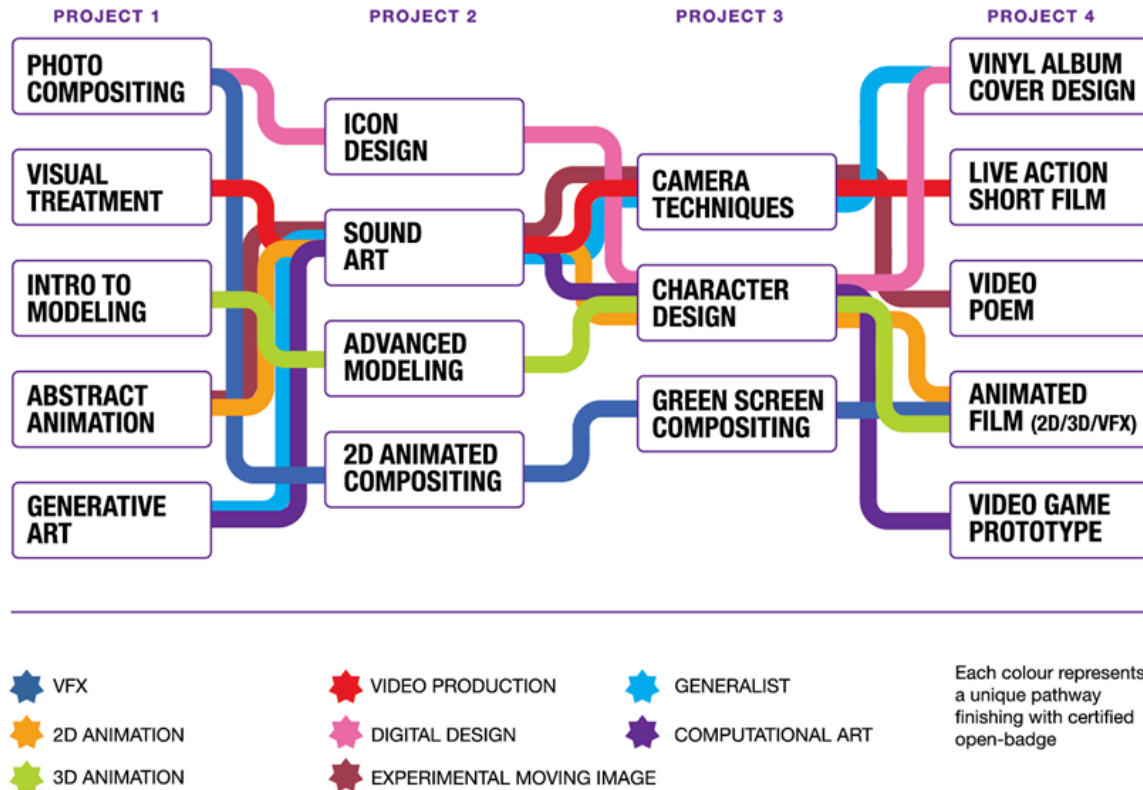 PROJECT 1
PROJECT 2
PROJECT 3
PROJECT 4
PHOTO
COMPOSITING
VISUAL
TREATMENT
INTRO TO
MODELING
ABSTRACT
ANIMATION
GENERATIVE
ART
ICON
DESIGN
SOUND
ART
ADVANCED
MODELING
2D ANIMATED
COMPOSITING
CAMERA
TECHNIQUES
CHARACTER
DESIGN
GREEN SCREEN
COMPOSITING
VINYL ALBUM
COVER DESIGN
LIVE ACTION
SHORT FILM
VIDEO
POEM
ANIMATED
FILM (2D/3D/VFX)
VIDEO GAME
PROTOTYPE
VFX
2D ANIMATION
3D ANIMATION
VIDEO PRODUCTION
DIGITAL DESIGN
EXPERIMENTAL MOVING IMAGE
GENERALIST
COMPUTATIONAL ART
Each colour represents
a unique pathway
finishing with certified
open-badge